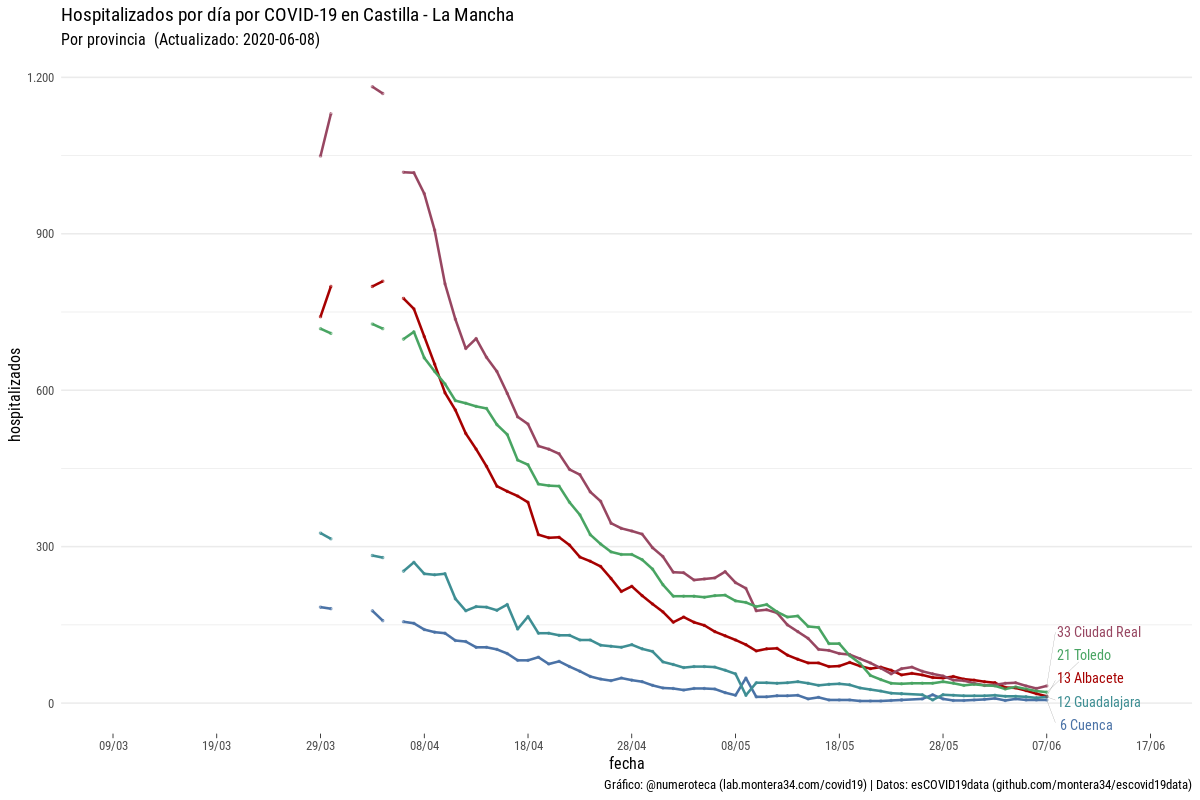 Hospitalizados por día por COVID-19 en Castilla - La Mancha
Por provincia (Actualizado: 2020-06-08)
hospitalizados
1.200
900
600
300
0
33 Ciudad Real
21 Toledo
13 Albacete
12 Guadalajara
6 Cuenca
09/03 19/03 29/03 08/04 18/04 28/04 08/05 18/05 28/05 07/06 17/06
fecha
Gráfico: @numeroteca (lab.montera34.com/covid19) | Datos: esCOVID19data (github.com/montera34/escovid19data)